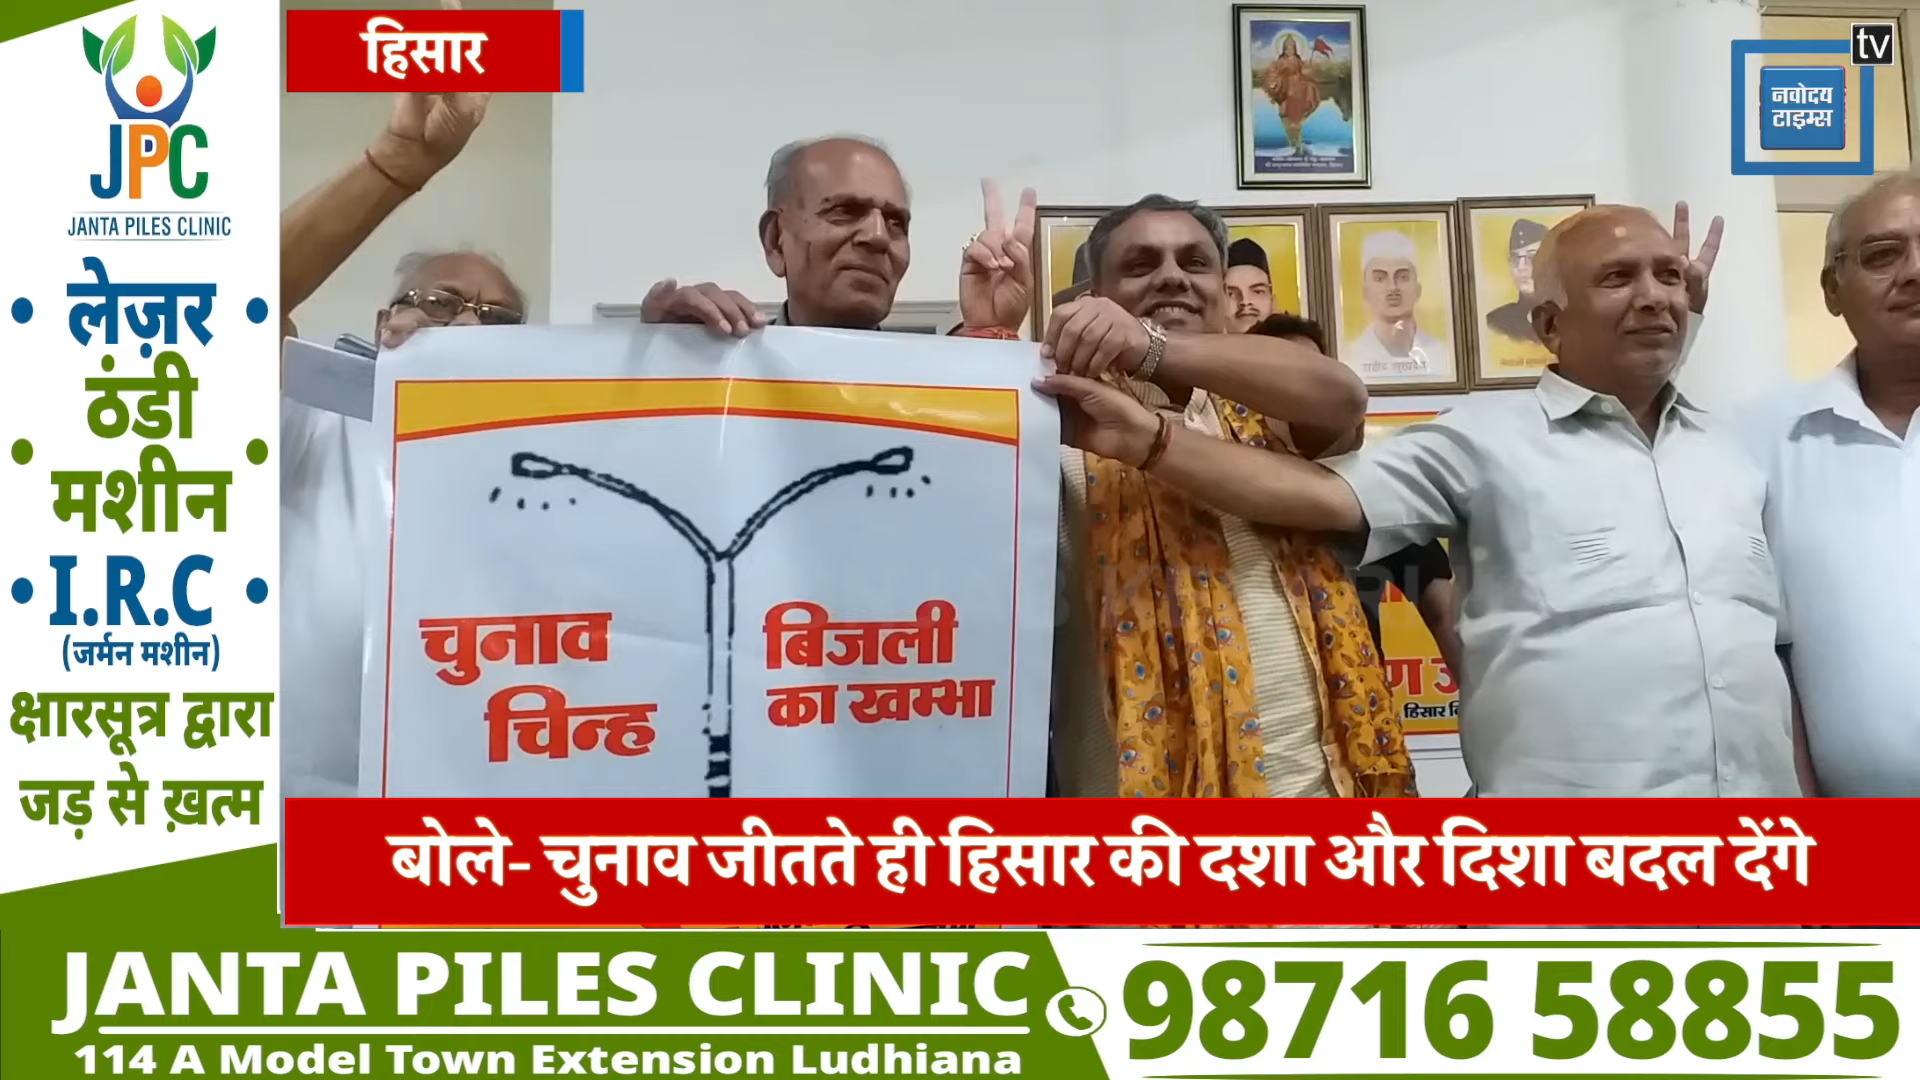 JPC
JANTA PILES CLINIC
• लेज़र •
ठंडी
• मशीन •
• I.R.C •
(जर्मन मशीन)
क्षारसूत्र द्वारा
जड़ से ख़त्म
हिसार
tv
नवोदय
टाइम्स
चुनाव
चिन्ह
बिजली
का खम्भा
हिसार
बोले- चुनाव जीतते ही हिसार की दशा और दिशा बदल देंगे
JANTA PILES CLINIC
114 A Model Town Extension Ludhiana
98716 58855